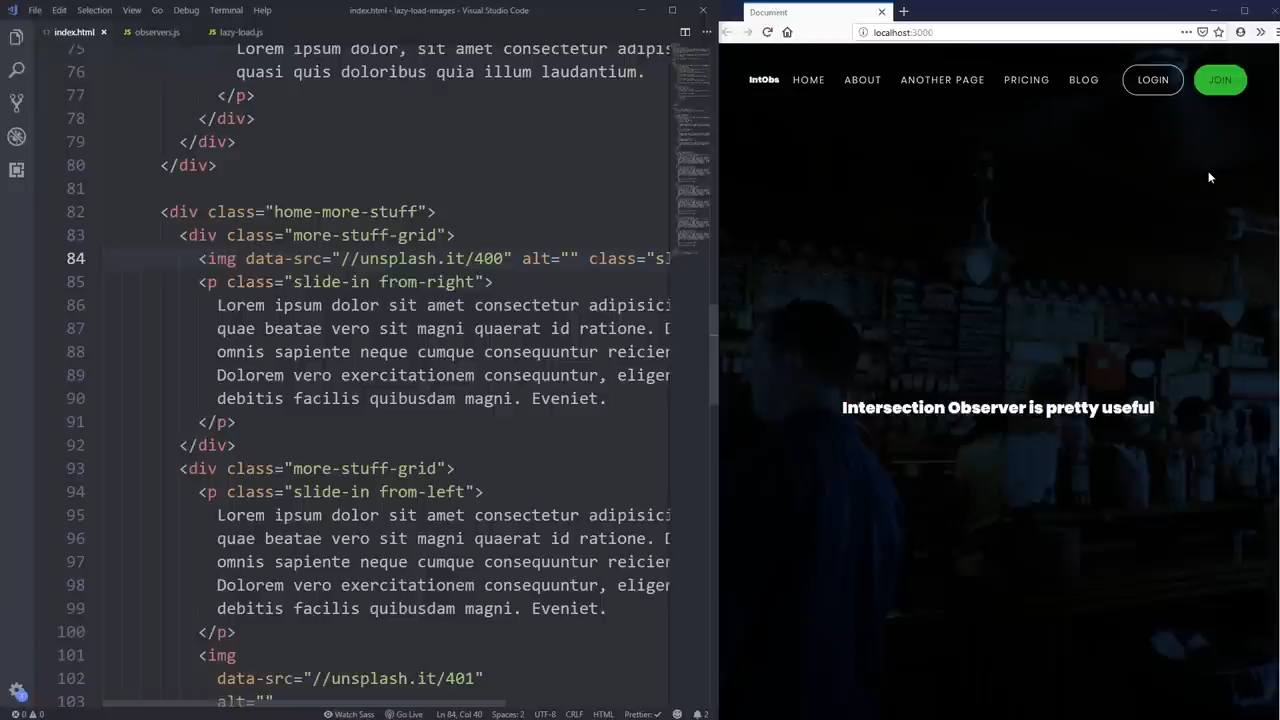 File Edit Selection View Go Debug Terminal Help index.html - lazy-load-images - Visual Studio Code
index.html observers.js lazy-load.js
75 Lorem ipsum dolor, sit amet consectetur adipis
76 quasi quis doloribus quia illum laudantium.
77 </p>
78 </div>
79 </div>
80 </div>
81
82 <div class="home-more-stuff">
83 <div class="more-stuff-grid">
84 <img data-src="//unsplash.it/400" alt="" class="sl
85 <p class="slide-in from-right">
86 Lorem ipsum dolor sit amet consectetur adipisici
87 quae beatae vero sit magni quaerat id ratione. D
88 omnis sapiente neque cumque consequuntur reicien
89 Dolorem vero exercitationem consequuntur, eligen
90 debitis facilis quibusdam magni. Eveniet.
91 </p>
92 </div>
93 <div class="more-stuff-grid">
94 <p class="slide-in from-left">
95 Lorem ipsum dolor sit amet consectetur adipisici
96 quae beatae vero sit magni quaerat id ratione. D
97 omnis sapiente neque cumque consequuntur reicien
98 Dolorem vero exercitationem consequuntur, eligen
99 debitis facilis quibusdam magni. Eveniet.
100 </p>
101 <img
102 data-src="//unsplash.it/401"
103 alt=""
0 0 Watch Sass Go Live Ln 84, Col 40 Spaces: 2 UTF-8 CRLF HTML Prettier: ✓ 2
Document
localhost:3000
IntObs HOME ABOUT ANOTHER PAGE PRICING BLOG LOGIN JOIN
Intersection Observer is pretty useful